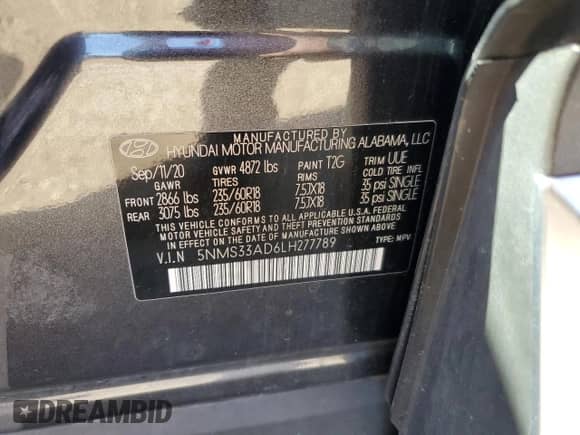 MANUFACTURED BY
HYUNDAI MOTOR MANUFACTURING ALABAMA, LLC
Sep/11/20 GVWR 4872 lbs PAINT T2G TRIM UUE
GAWR TIRES RIMS COLD TIRE INFL
FRONT 2866 lbs 235/60R18 7.5JX18 35 psi SINGLE
REAR 3075 lbs 235/60R18 7.5JX18 35 psi SINGLE
THIS VEHICLE CONFORMS TO ALL APPLICABLE U.S. FEDERAL
MOTOR VEHICLE SAFETY AND THEFT PREVENTION STANDARDS
IN EFFECT ON THE DATE OF MANUFACTURE SHOWN ABOVE.
V.I.N 5NMS33AD6LH277789 TYPE: MPV
DREAMBID